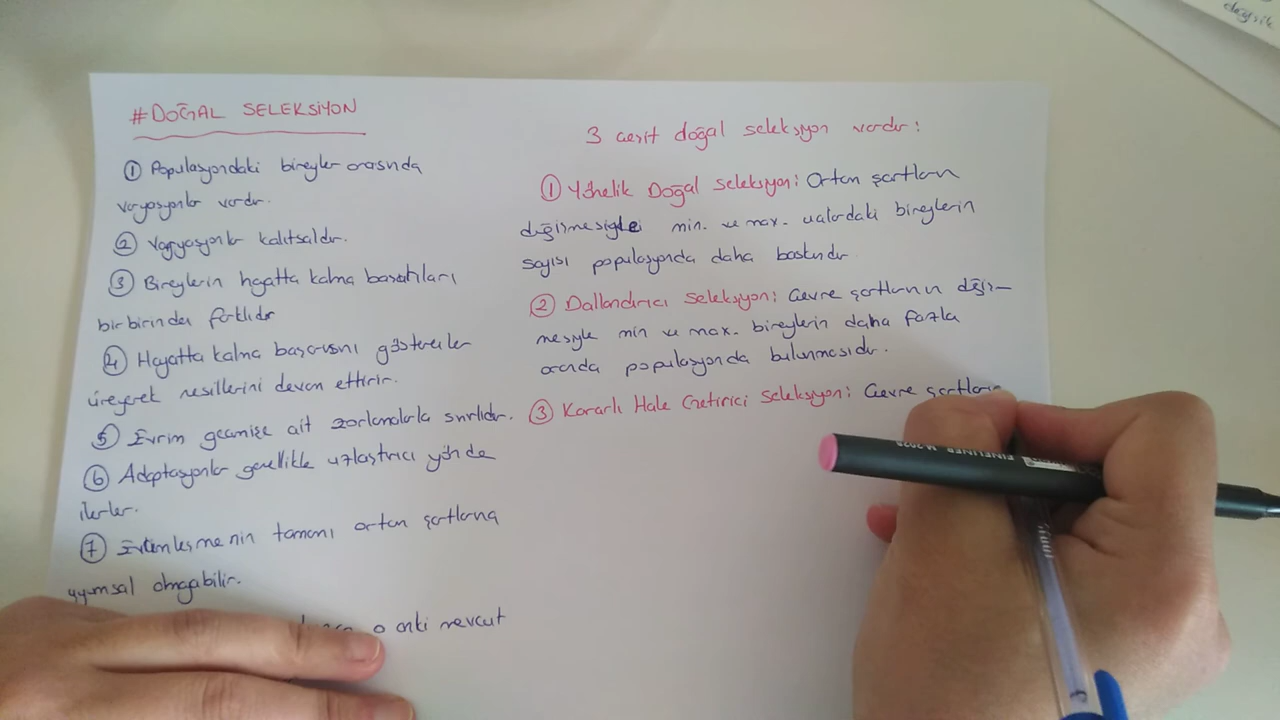 #DOĞAL SELEKSİYON
① Populasyondaki bireyler arasında
varyasyonlar vardır.
② Varyasyonlar kalıtsaldır.
③ Bireylerin hayatta kalma başarıları
birbirinden farklıdır
④ Hayatta kalma başarısını gösterenler
üreyerek nesillerini devam ettirir.
⑤ Evrim geçmişe ait zorlamalarla sınırlıdır.
⑥ Adaptasyonlar genellikle uzlaştırıcı yönde
ilerler.
⑦ Evrimleşmenin tamamı ortam şartlarına
uyumsal olmayabilir.
o anki mevcut
3 çeşit doğal seleksiyon vardır:
① Yönelik Doğal Seleksiyon: Ortam şartların
değişmesiyle min. ve max. uçlardaki bireylerin
sayısı populasyonda daha baskındır
② Dallandırıcı Seleksiyon: Çevre şartlarının değiş-
mesiyle min ve max. bireylerin daha fazla
oranda populasyonda bulunmasıdır.
③ Kararlı Hale Getirici Seleksiyon: Çevre şartların
FINELINER
değişik